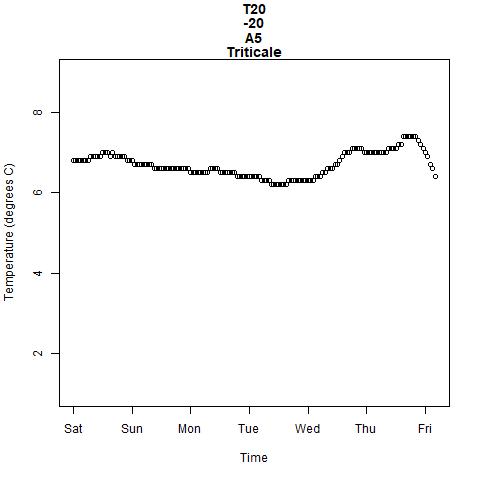 T20
-20
A5
Triticale
Temperature (degrees C)
8
6
4
2
Sat Sun Mon Tue Wed Thu Fri
Time